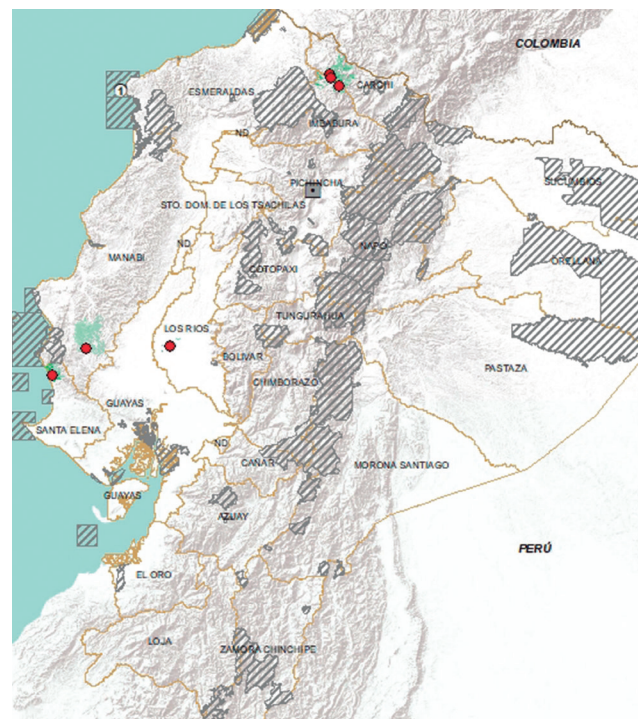 COLOMBIA
1
ESMERALDAS
CARCHI
IMBABURA
ND
PICHINCHA
SUCUMBIOS
STO. DOM. DE LOS TSACHILAS
ND
NAPO
MANABI
COTOPAXI
ORELLANA
TUNGURAHUA
LOS RIOS
BOLIVAR
PASTAZA
CHIMBORAZO
GUAYAS
SANTA ELENA
ND
CAÑAR
MORONA SANTIAGO
GUAYAS
AZUAY
PERÚ
EL ORO
LOJA
ZAMORA CHINCHIPE